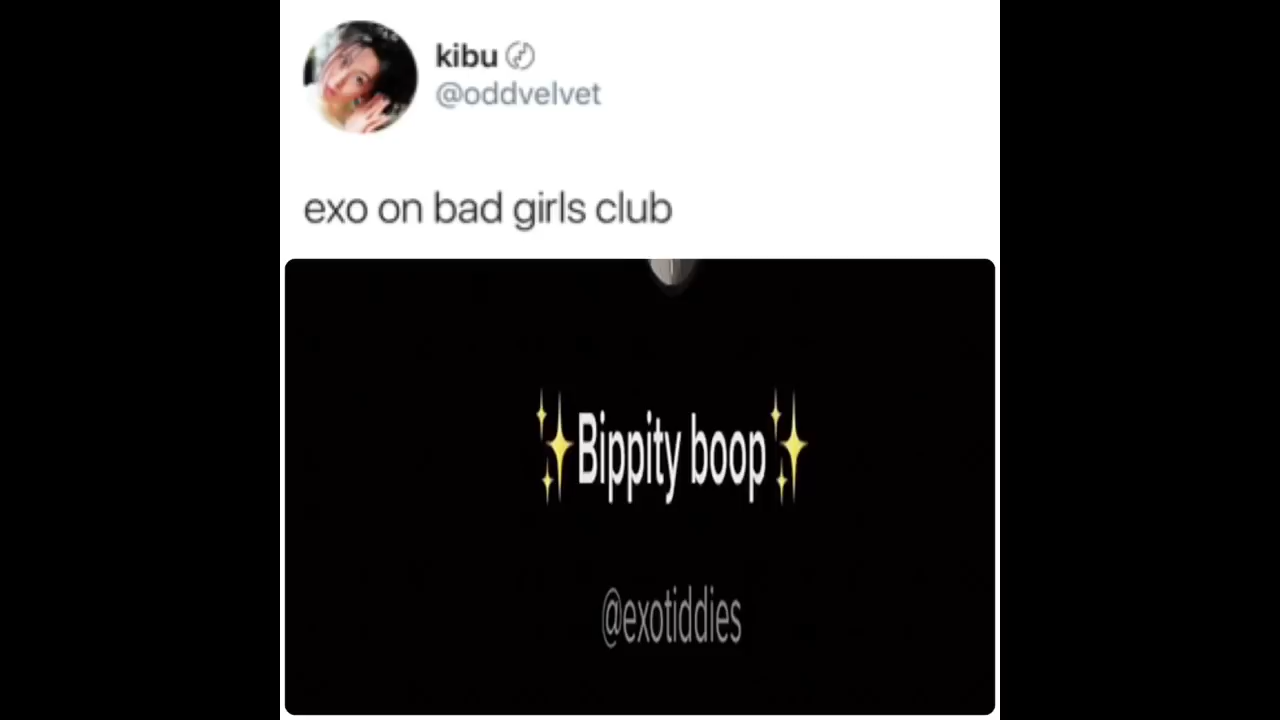 kibu
@oddvelvet
exo on bad girls club
✨Bippity boop✨
@exotiddies